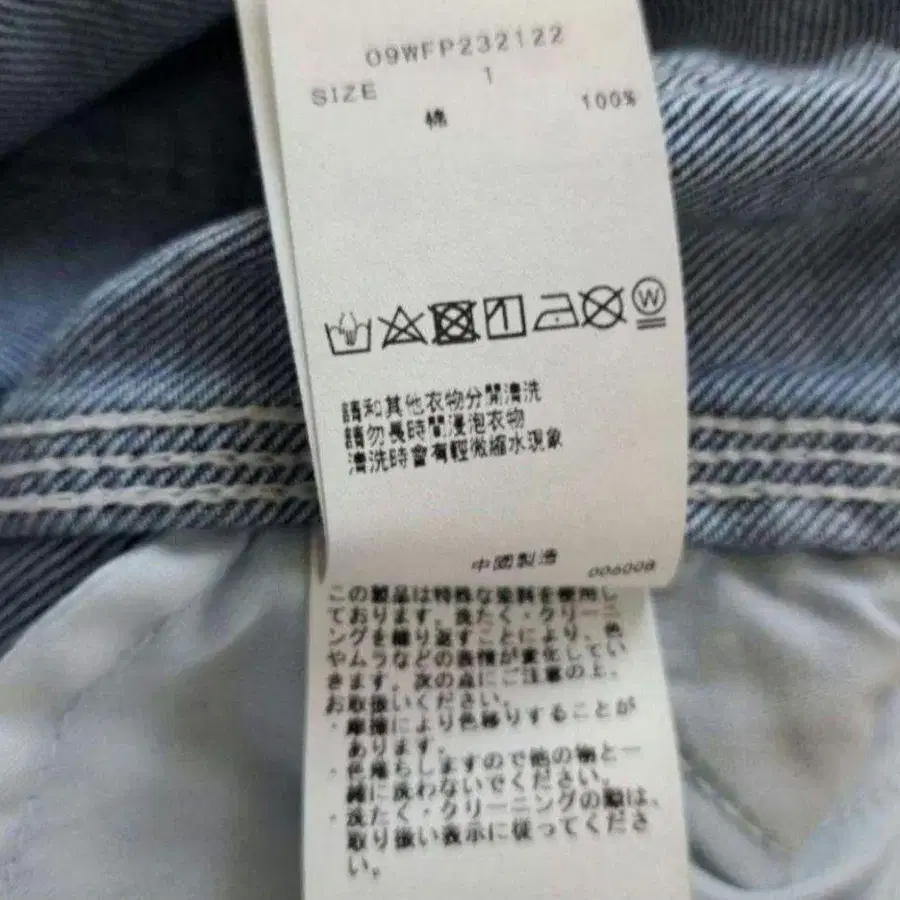 09WFP232122
SIZE 1
棉 100%
W
請和其他衣物分開清洗
請勿長時間浸泡衣物
清洗時會有輕微縮水現象
中國製造
006008
この製品は特殊な染料を使用し
ております。洗たく・クリーニ
ングを繰り返すことにより、色
やムラなどの表情が変化してい
きます。次の点にご注意の上、
お取扱いください。
・摩擦により色移りすることが
あります。
・色落ちしますので他の物と一
緒に洗わないでください。
・洗たく・クリーニングの際は、
取り扱い表示に従ってくださ
い。